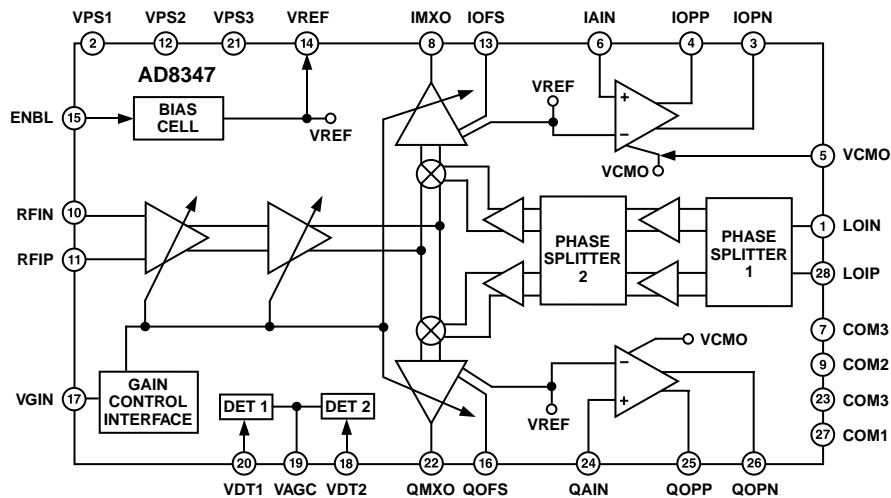 VPS1 VPS2 VPS3 VREF IMXO IOFS IAIN IOPP IOPN
2 12 21 14 8 13 6 4 3
AD8347
ENBL 15
BIAS
CELL
VREF
VREF
+
−
VCMO
5 VCMO
RFIN 10
RFIP 11
PHASE
SPLITTER
2
PHASE
SPLITTER
1
1 LOIN
28 LOIP
7 COM3
9 COM2
23 COM3
27 COM1
VCMO
−
+
VREF
VGIN 17
GAIN
CONTROL
INTERFACE
DET 1
DET 2
20 19 18 22 16 24 25 26
VDT1 VAGC VDT2 QMXO QOFS QAIN QOPP QOPN